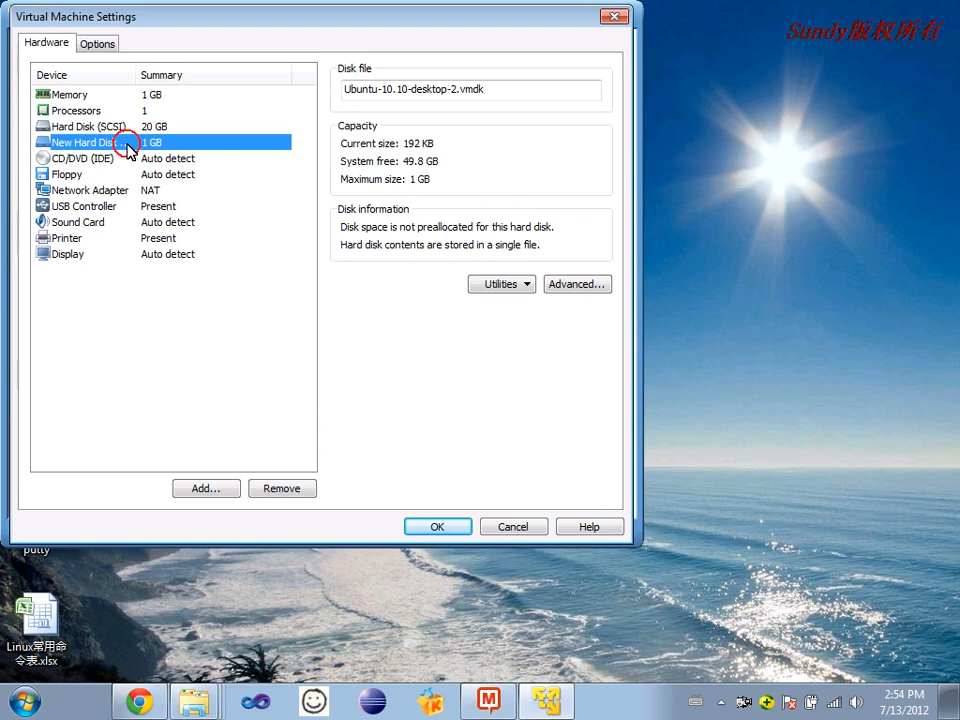 Virtual Machine Settings
Hardware
Options
Device Summary
Memory 1 GB
Processors 1
Hard Disk (SCSI) 20 GB
New Hard Disk ... 1 GB
CD/DVD (IDE) Auto detect
Floppy Auto detect
Network Adapter NAT
USB Controller Present
Sound Card Auto detect
Printer Present
Display Auto detect
Add...
Remove
Disk file
Ubuntu-10.10-desktop-2.vmdk
Capacity
Current size: 192 KB
System free: 49.8 GB
Maximum size: 1 GB
Disk information
Disk space is not preallocated for this hard disk.
Hard disk contents are stored in a single file.
Utilities
Advanced...
OK
Cancel
Help
Sundy版权所有
putty
Linux常用命
令表.xlsx
2:54 PM
7/13/2012